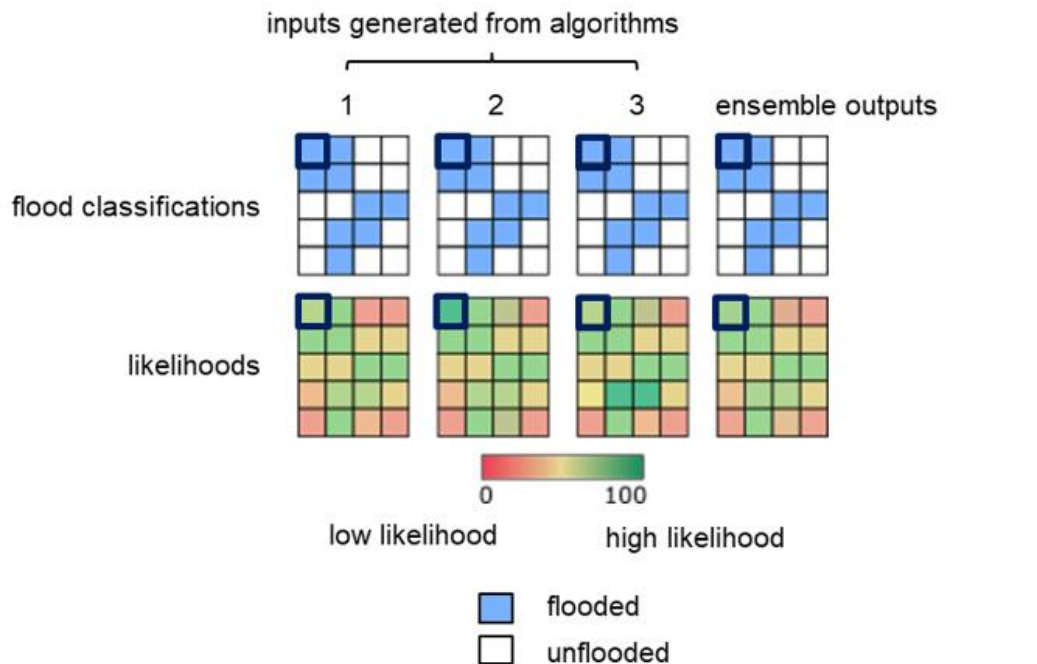 inputs generated from algorithms
1 2 3 ensemble outputs
flood classifications
likelihoods
0 100
low likelihood high likelihood
flooded
unflooded